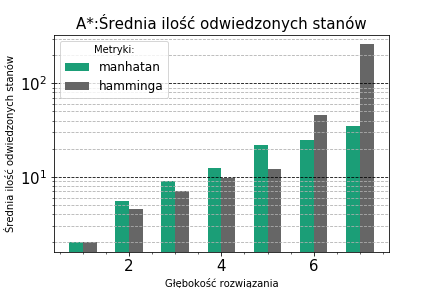 A*:Średnia ilość odwiedzonych stanów
Metryki:
manhatan
hamminga
Średnia ilość odwiedzonych stanów
10²
10¹
2 4 6
Głębokość rozwiązania